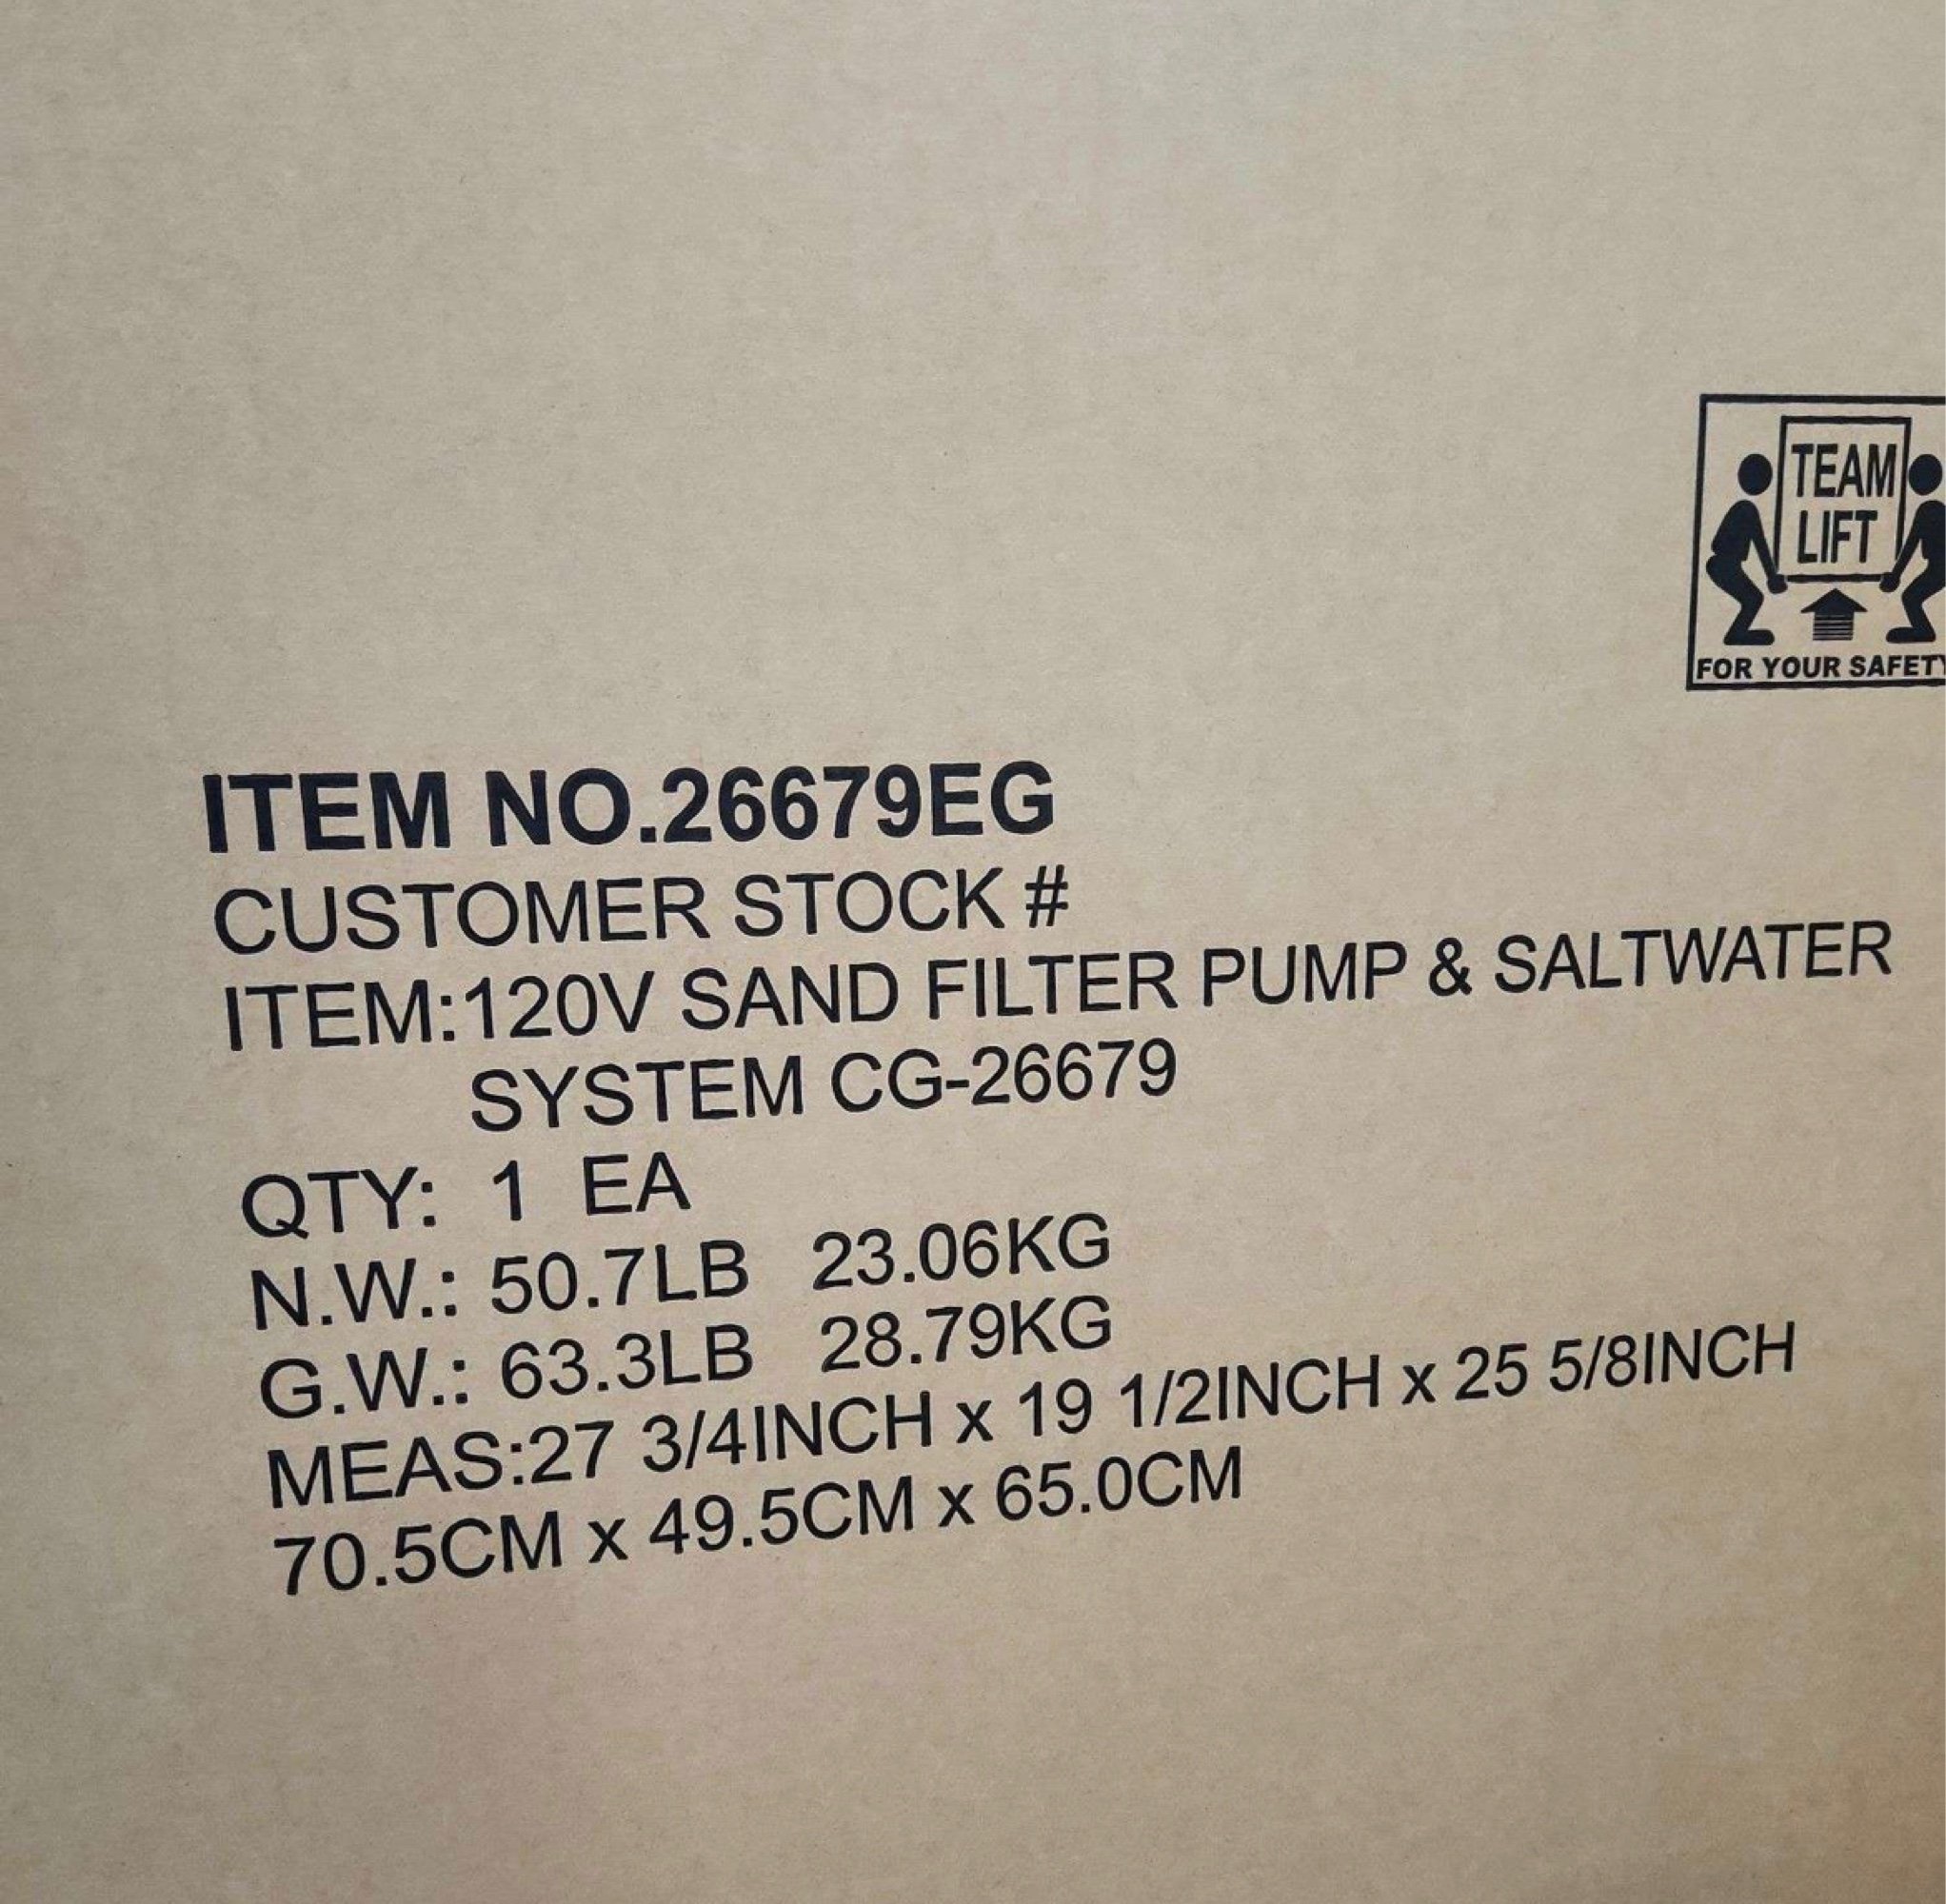 TEAM
LIFT
FOR YOUR SAFETY
ITEM NO.26679EG
CUSTOMER STOCK #
ITEM:120V SAND FILTER PUMP & SALTWATER
SYSTEM CG-26679
QTY: 1 EA
N.W.: 50.7LB 23.06KG
G.W.: 63.3LB 28.79KG
MEAS:27 3/4INCH x 19 1/2INCH x 25 5/8INCH
70.5CM x 49.5CM x 65.0CM